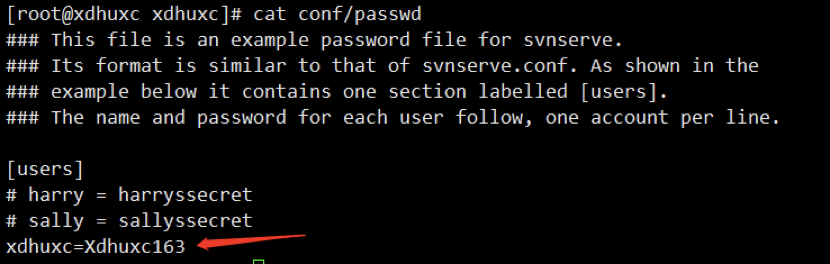 [root@xdhuxc xdhuxc]# cat conf/passwd
### This file is an example password file for svnserve.
### Its format is similar to that of svnserve.conf. As shown in the
### example below it contains one section labelled [users].
### The name and password for each user follow, one account per line.
[users]
# harry = harryssecret
# sally = sallyssecret
xdhuxc=Xdhuxc163